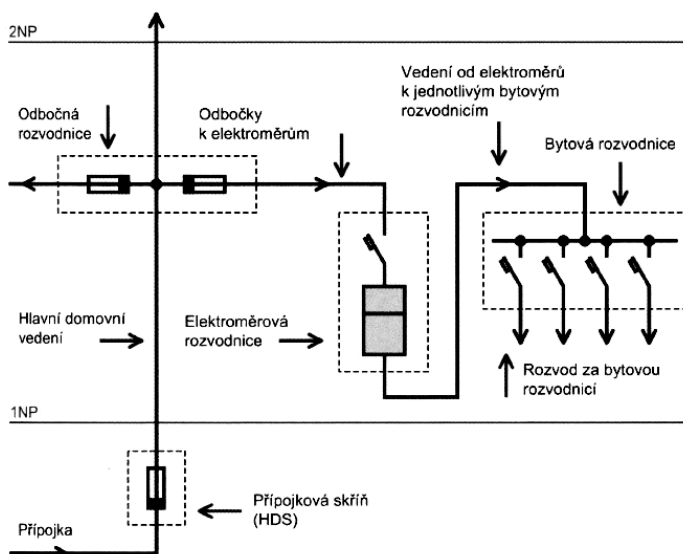 2NP
Odbočná
rozvodnice
Odbočky
k elektroměrům
Vedení od elektroměrů
k jednotlivým bytovým
rozvodnicím
Bytová rozvodnice
Hlavní domovní
vedení
Elektroměrová
rozvodnice
Rozvod za bytovou
rozvodnicí
1NP
Přípojková skříň
(HDS)
Přípojka